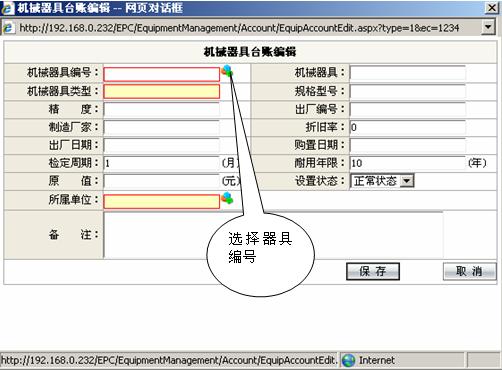 机械器具台账编辑 -- 网页对话框
http://192.168.0.232/EPC/EquipmentManagement/Account/EquipAccountEdit.aspx?type=1&ec=1234
机械器具台账编辑
机械器具编号： 机械器具：
机械器具类型： 规格型号：
精 度： 出厂编号：
制造厂家： 折旧率： 0
出厂日期： 购置日期：
检定周期： 1 (月) 耐用年限： 10 (年)
原 值： (元) 设置状态： 正常状态
所属单位：
选择器具
编号
备 注：
保 存 取 消
http://192.168.0.232/EPC/EquipmentManagement/Account/EquipAccountEdit. Internet